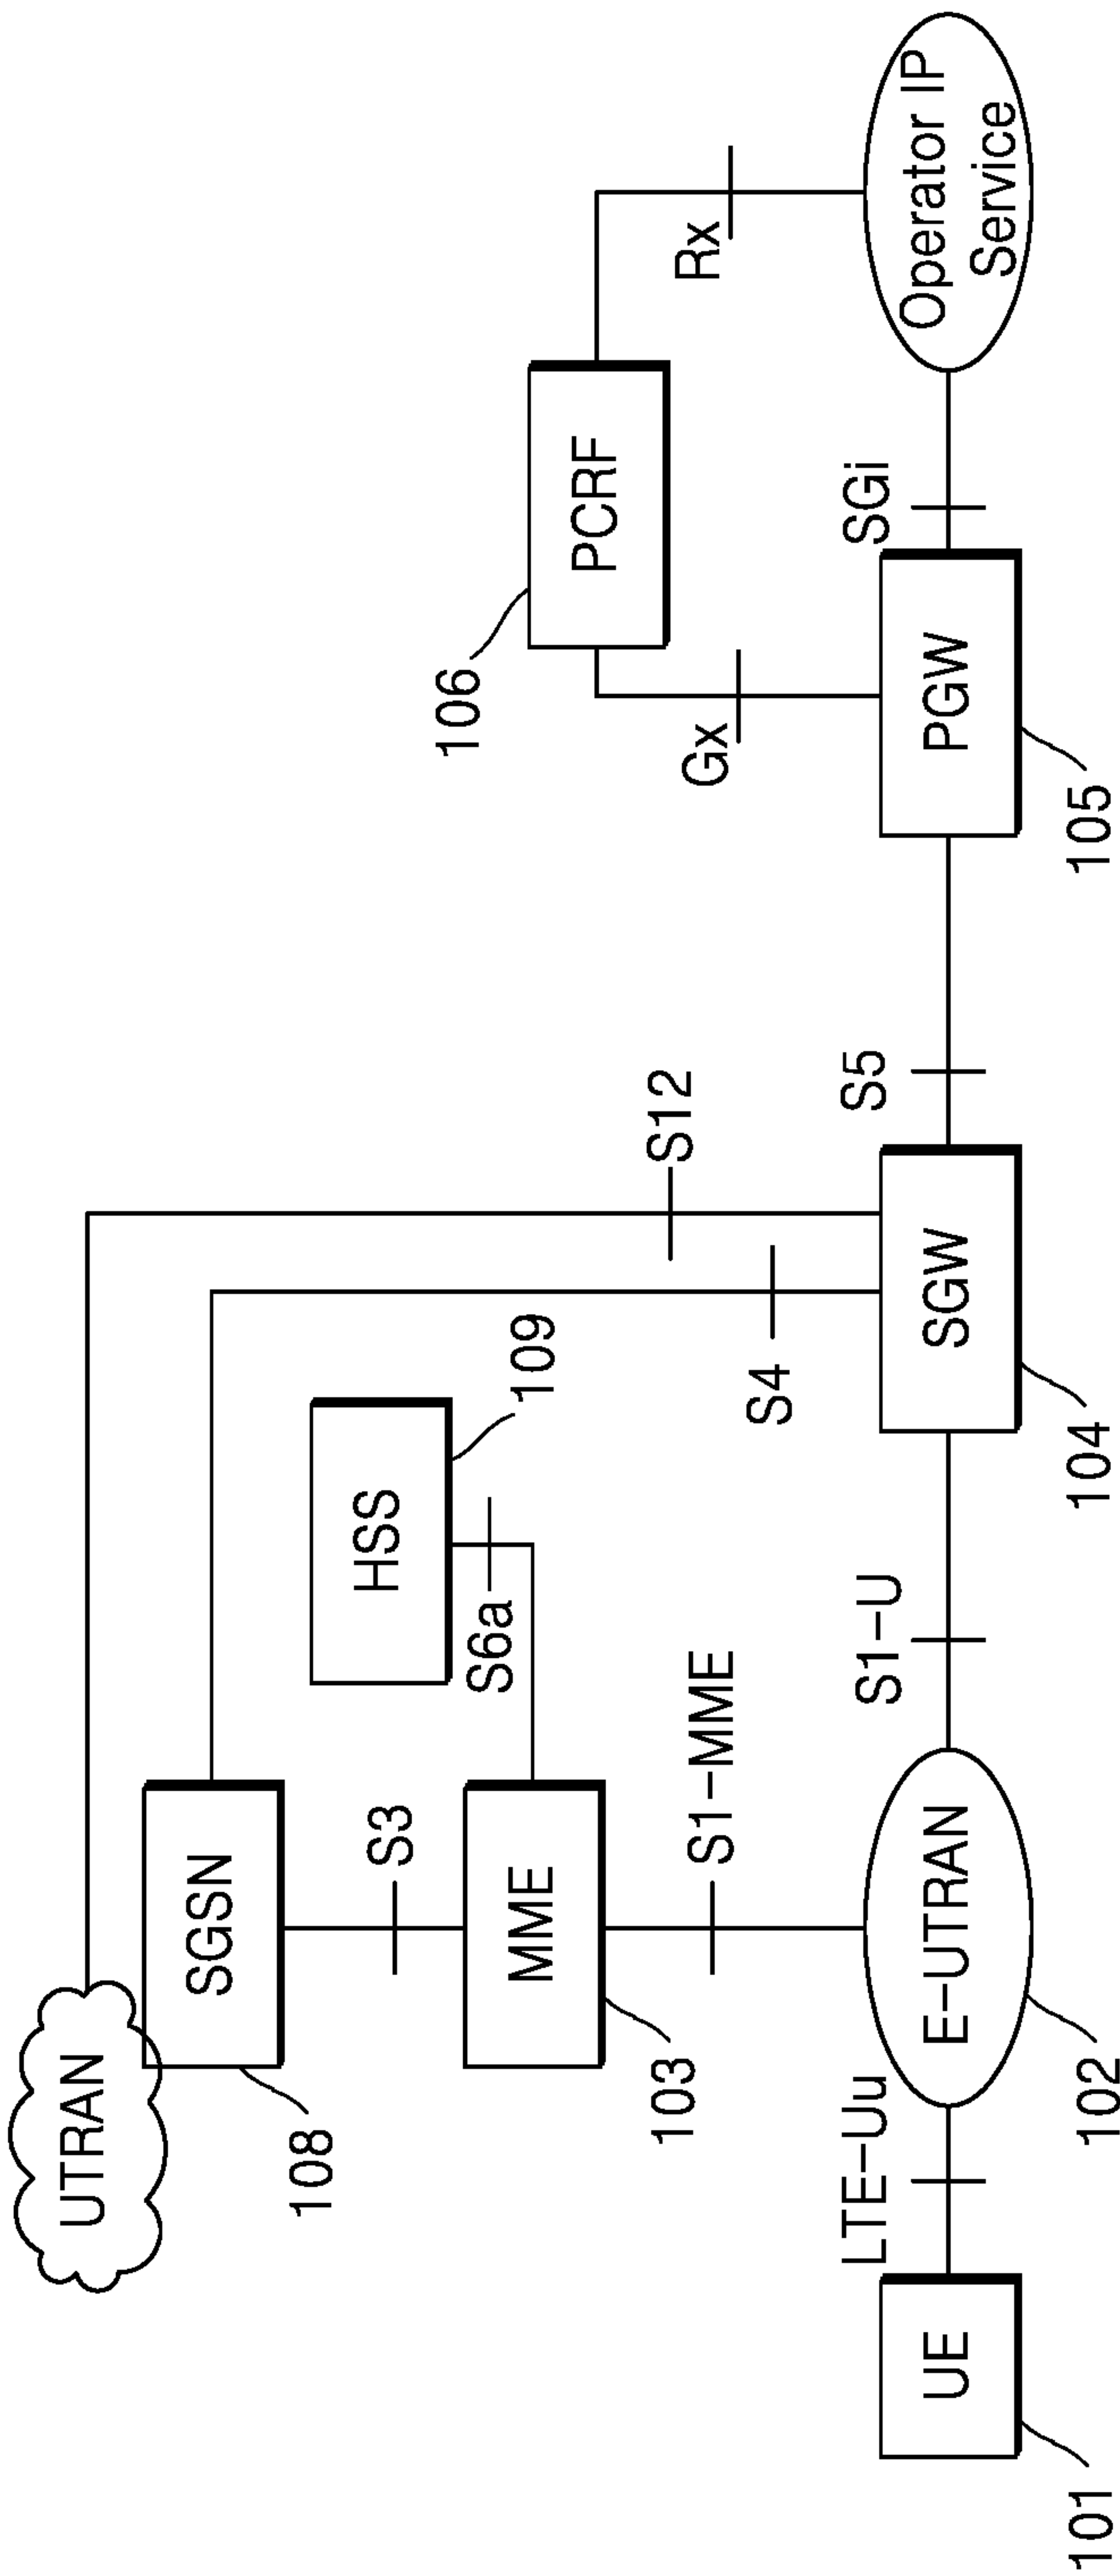 UTRAN
SGSN
108
S3
HSS
109
S6a
MME
103
S12
S4
S1-MME
106
PCRF
Gx
Rx
LTE-Uu
S1-U
S5
SGi
UE
E-UTRAN
SGW
PGW
Operator IP
Service
101
102
104
105